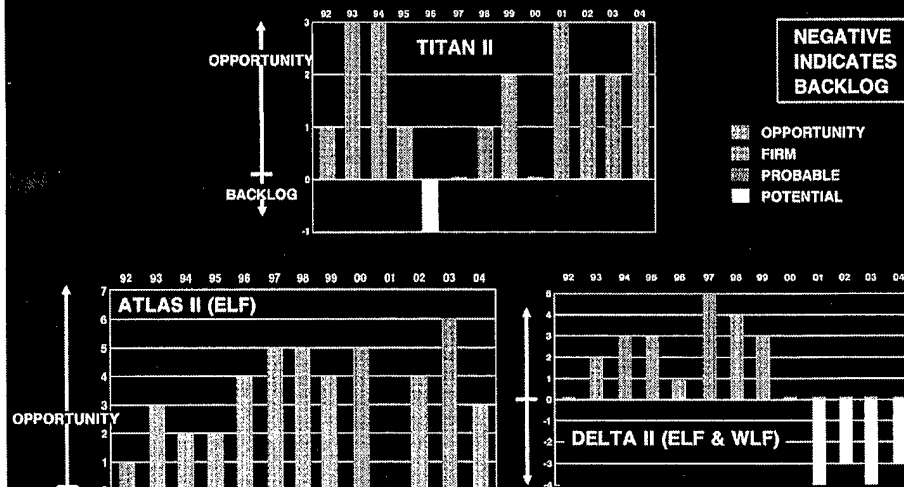 92 93 94 95 96 97 98 99 00 01 02 03 04
3
TITAN II
NEGATIVE
INDICATES
BACKLOG
OPPORTUNITY
2
1
OPPORTUNITY
FIRM
PROBABLE
POTENTIAL
0
BACKLOG
-1
92 93 94 95 96 97 98 99 00 01 02 03 04
7
ATLAS II (ELF)
6
5
4
3
OPPORTUNITY
2
1
92 93 94 95 96 97 98 99 00 01 02 03 04
5
4
3
2
1
0
-1
-2
DELTA II (ELF & WLF)
-3
-4